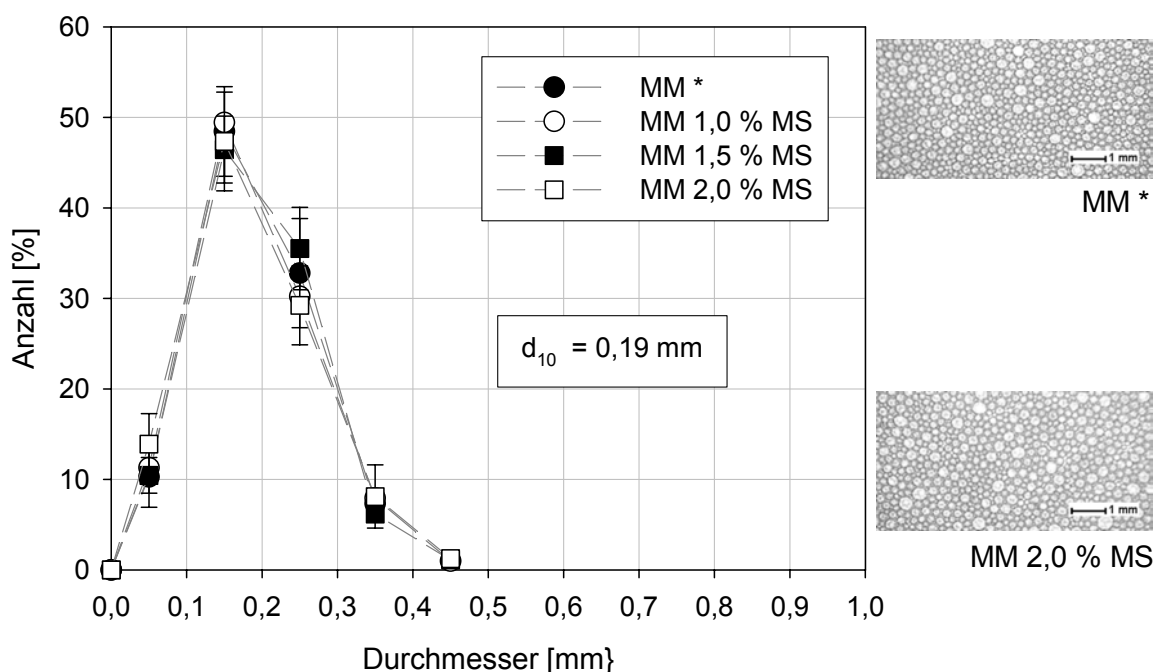 60
50
40
30
20
10
0
Anzahl [%]
MM *
MM 1,0 % MS
MM 1,5 % MS
MM 2,0 % MS
d10 = 0,19 mm
0,0 0,1 0,2 0,3 0,4 0,5 0,6 0,7 0,8 0,9 1,0
Durchmesser [mm}
1 mm
MM *
1 mm
MM 2,0 % MS